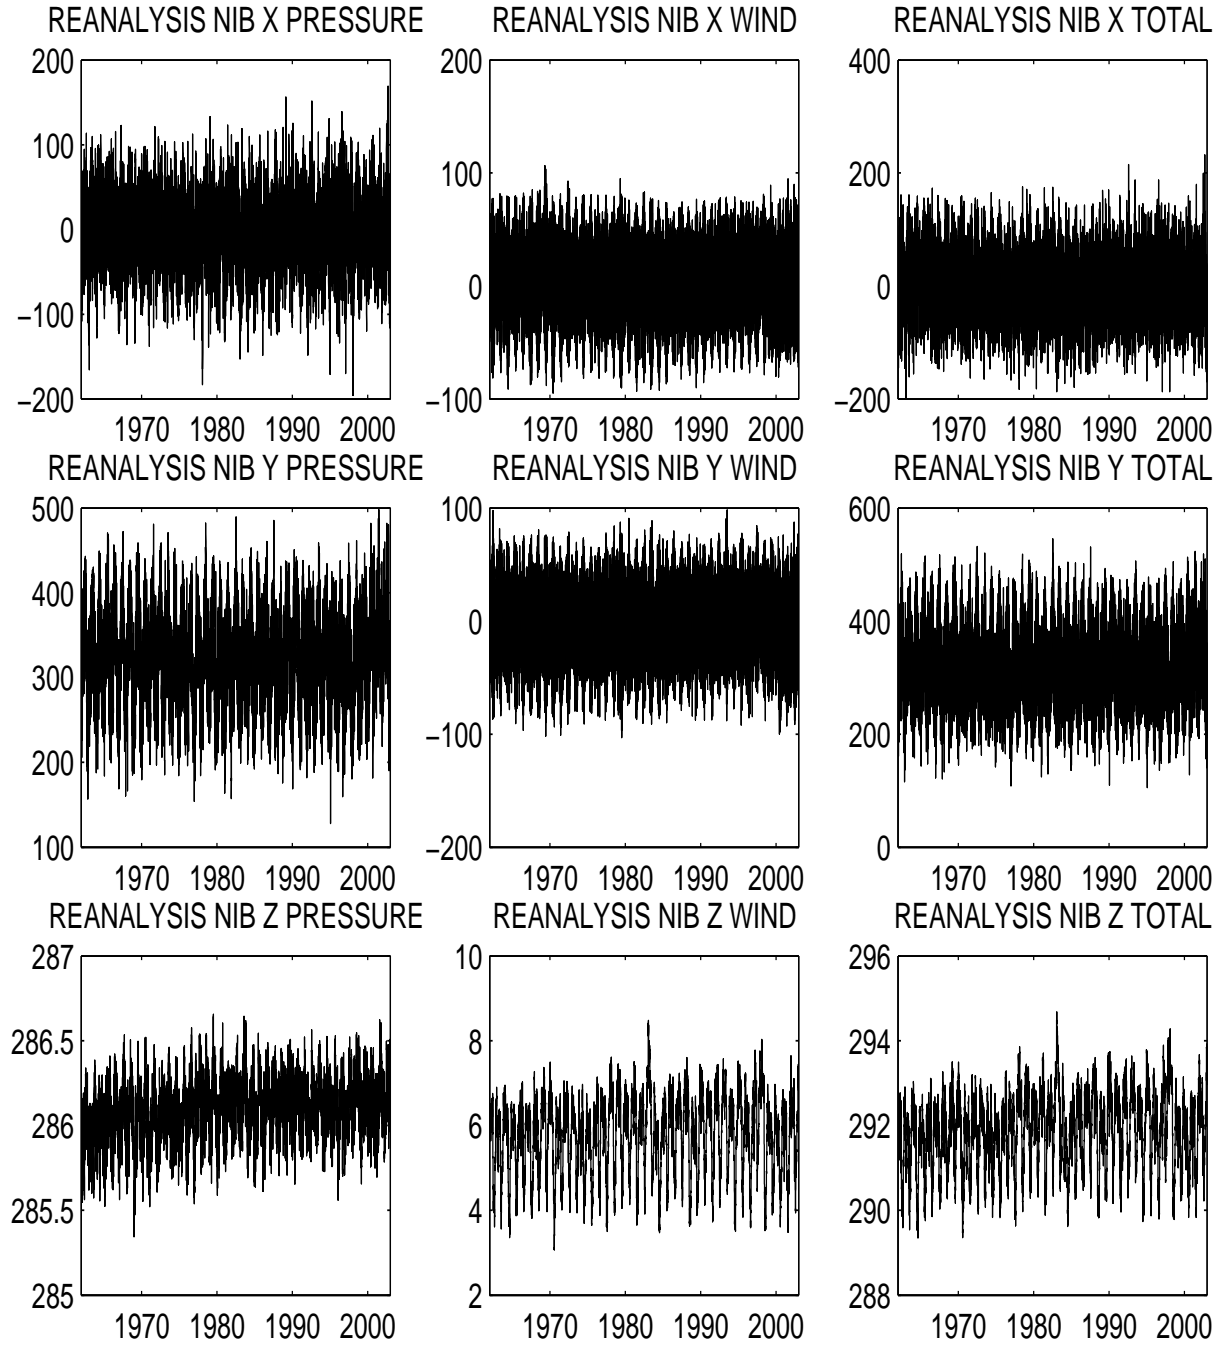 REANALYSIS NIB X PRESSURE
200
100
0
−100
−200
1970 1980 1990 2000
REANALYSIS NIB X WIND
200
100
0
−100
1970 1980 1990 2000
REANALYSIS NIB X TOTAL
400
200
0
−200
1970 1980 1990 2000
REANALYSIS NIB Y PRESSURE
500
400
300
200
100
1970 1980 1990 2000
REANALYSIS NIB Y WIND
100
0
−100
−200
1970 1980 1990 2000
REANALYSIS NIB Y TOTAL
600
400
200
0
1970 1980 1990 2000
REANALYSIS NIB Z PRESSURE
287
286.5
286
285.5
285
1970 1980 1990 2000
REANALYSIS NIB Z WIND
10
8
6
4
2
1970 1980 1990 2000
REANALYSIS NIB Z TOTAL
296
294
292
290
288
1970 1980 1990 2000